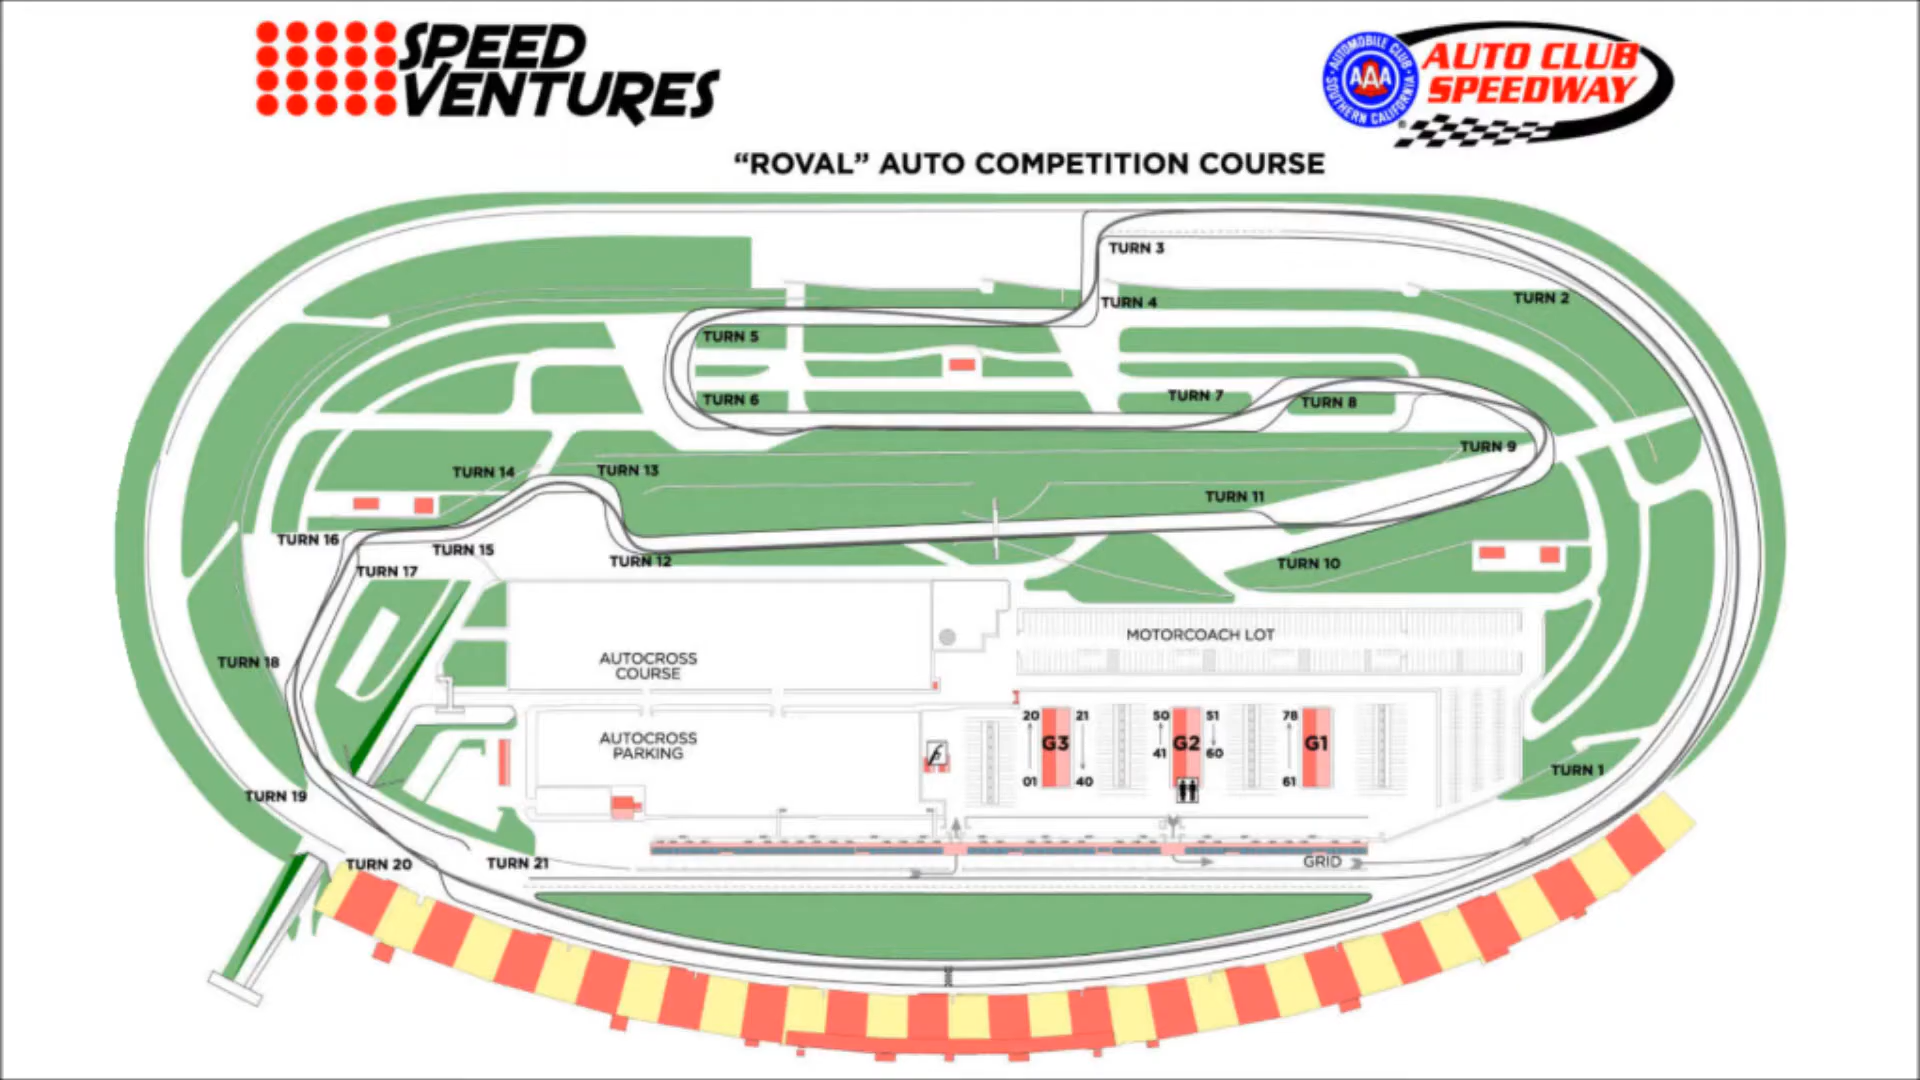 SPEED
VENTURES
AUTOMOBILE CLUB
SOUTHERN CALIFORNIA
AAA
AUTO CLUB
SPEEDWAY
“ROVAL” AUTO COMPETITION COURSE
TURN 3
TURN 2
TURN 4
TURN 5
TURN 6
TURN 7
TURN 8
TURN 9
TURN 14
TURN 13
TURN 11
TURN 16
TURN 15
TURN 12
TURN 10
TURN 17
TURN 18
AUTOCROSS
COURSE
MOTORCOACH LOT
AUTOCROSS
PARKING
20
21
G3
01
40
50
51
G2
41
60
78
G1
61
TURN 1
TURN 19
TURN 20
TURN 21
GRID